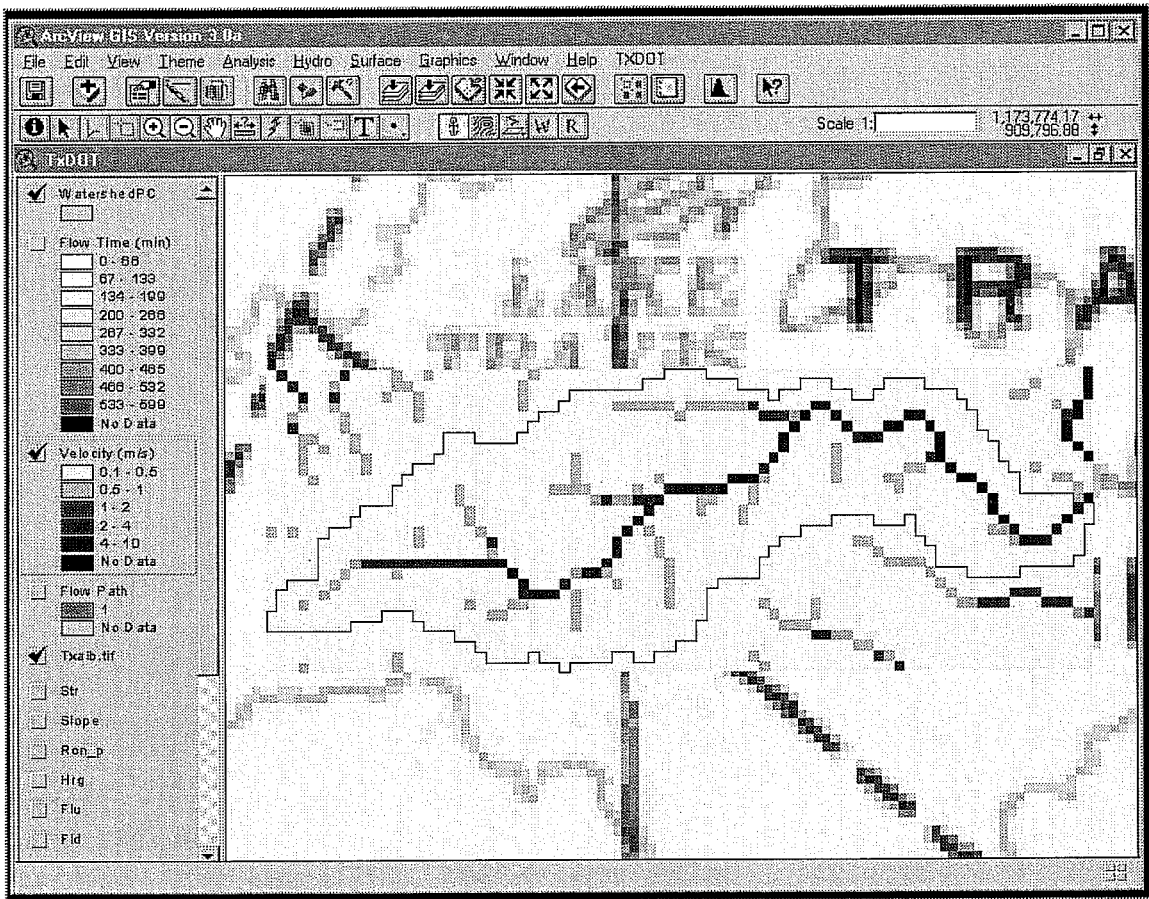 ArcView GIS Version 3.0a
File Edit View Theme Analysis Hydro Surface Graphics Window Help TXDOT
T W R Scale 1: 1,173,774.17
909,796.88
TxDOT
WatershedPC
Flow Time (min)
0 - 66
67 - 133
134 - 199
200 - 266
267 - 332
333 - 399
400 - 465
466 - 532
533 - 599
No Data
Velocity (m/s)
0.1 - 0.5
0.5 - 1
1 - 2
2 - 4
4 - 10
No Data
Flow Path
1
No Data
Txalb.tif
Str
Slope
Ron_p
Hrg
Flu
Fld
T R A